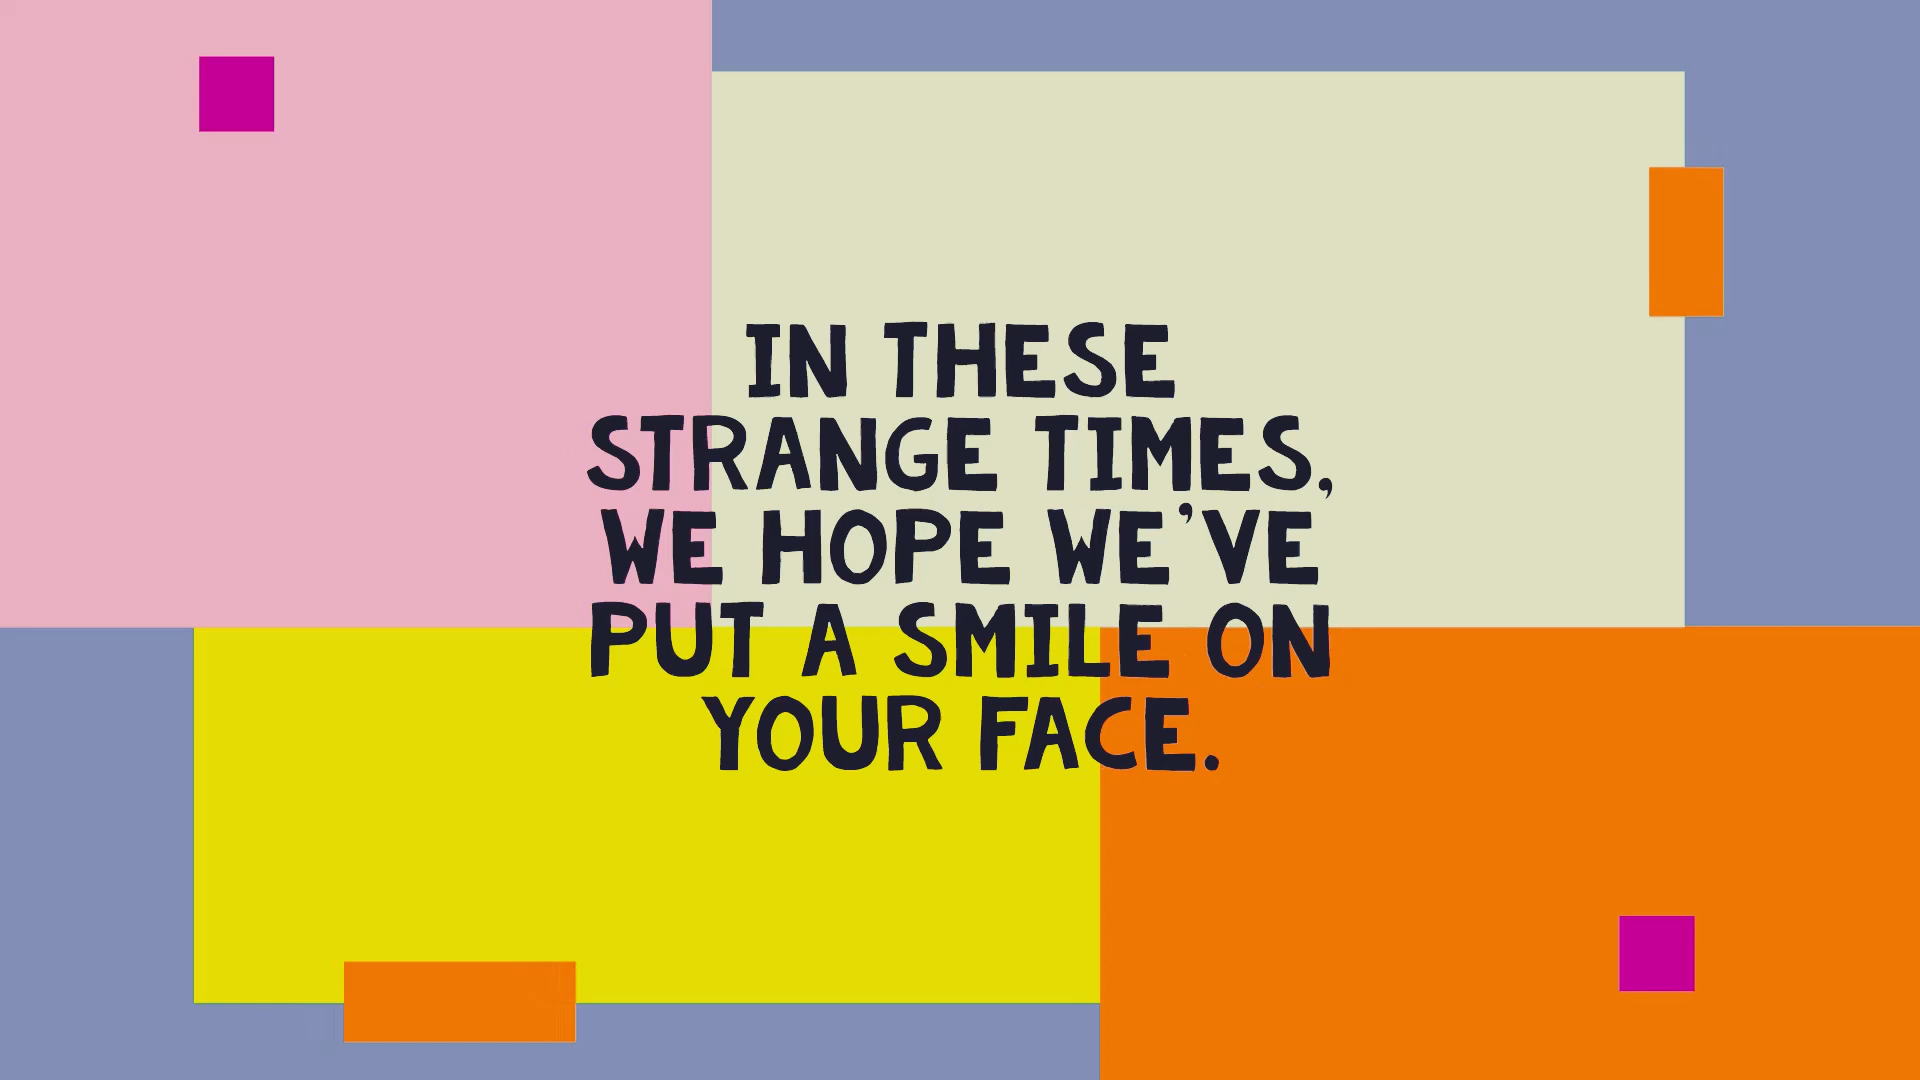 IN THESE
STRANGE TIMES,
WE HOPE WE'VE
PUT A SMILE ON
YOUR FACE.